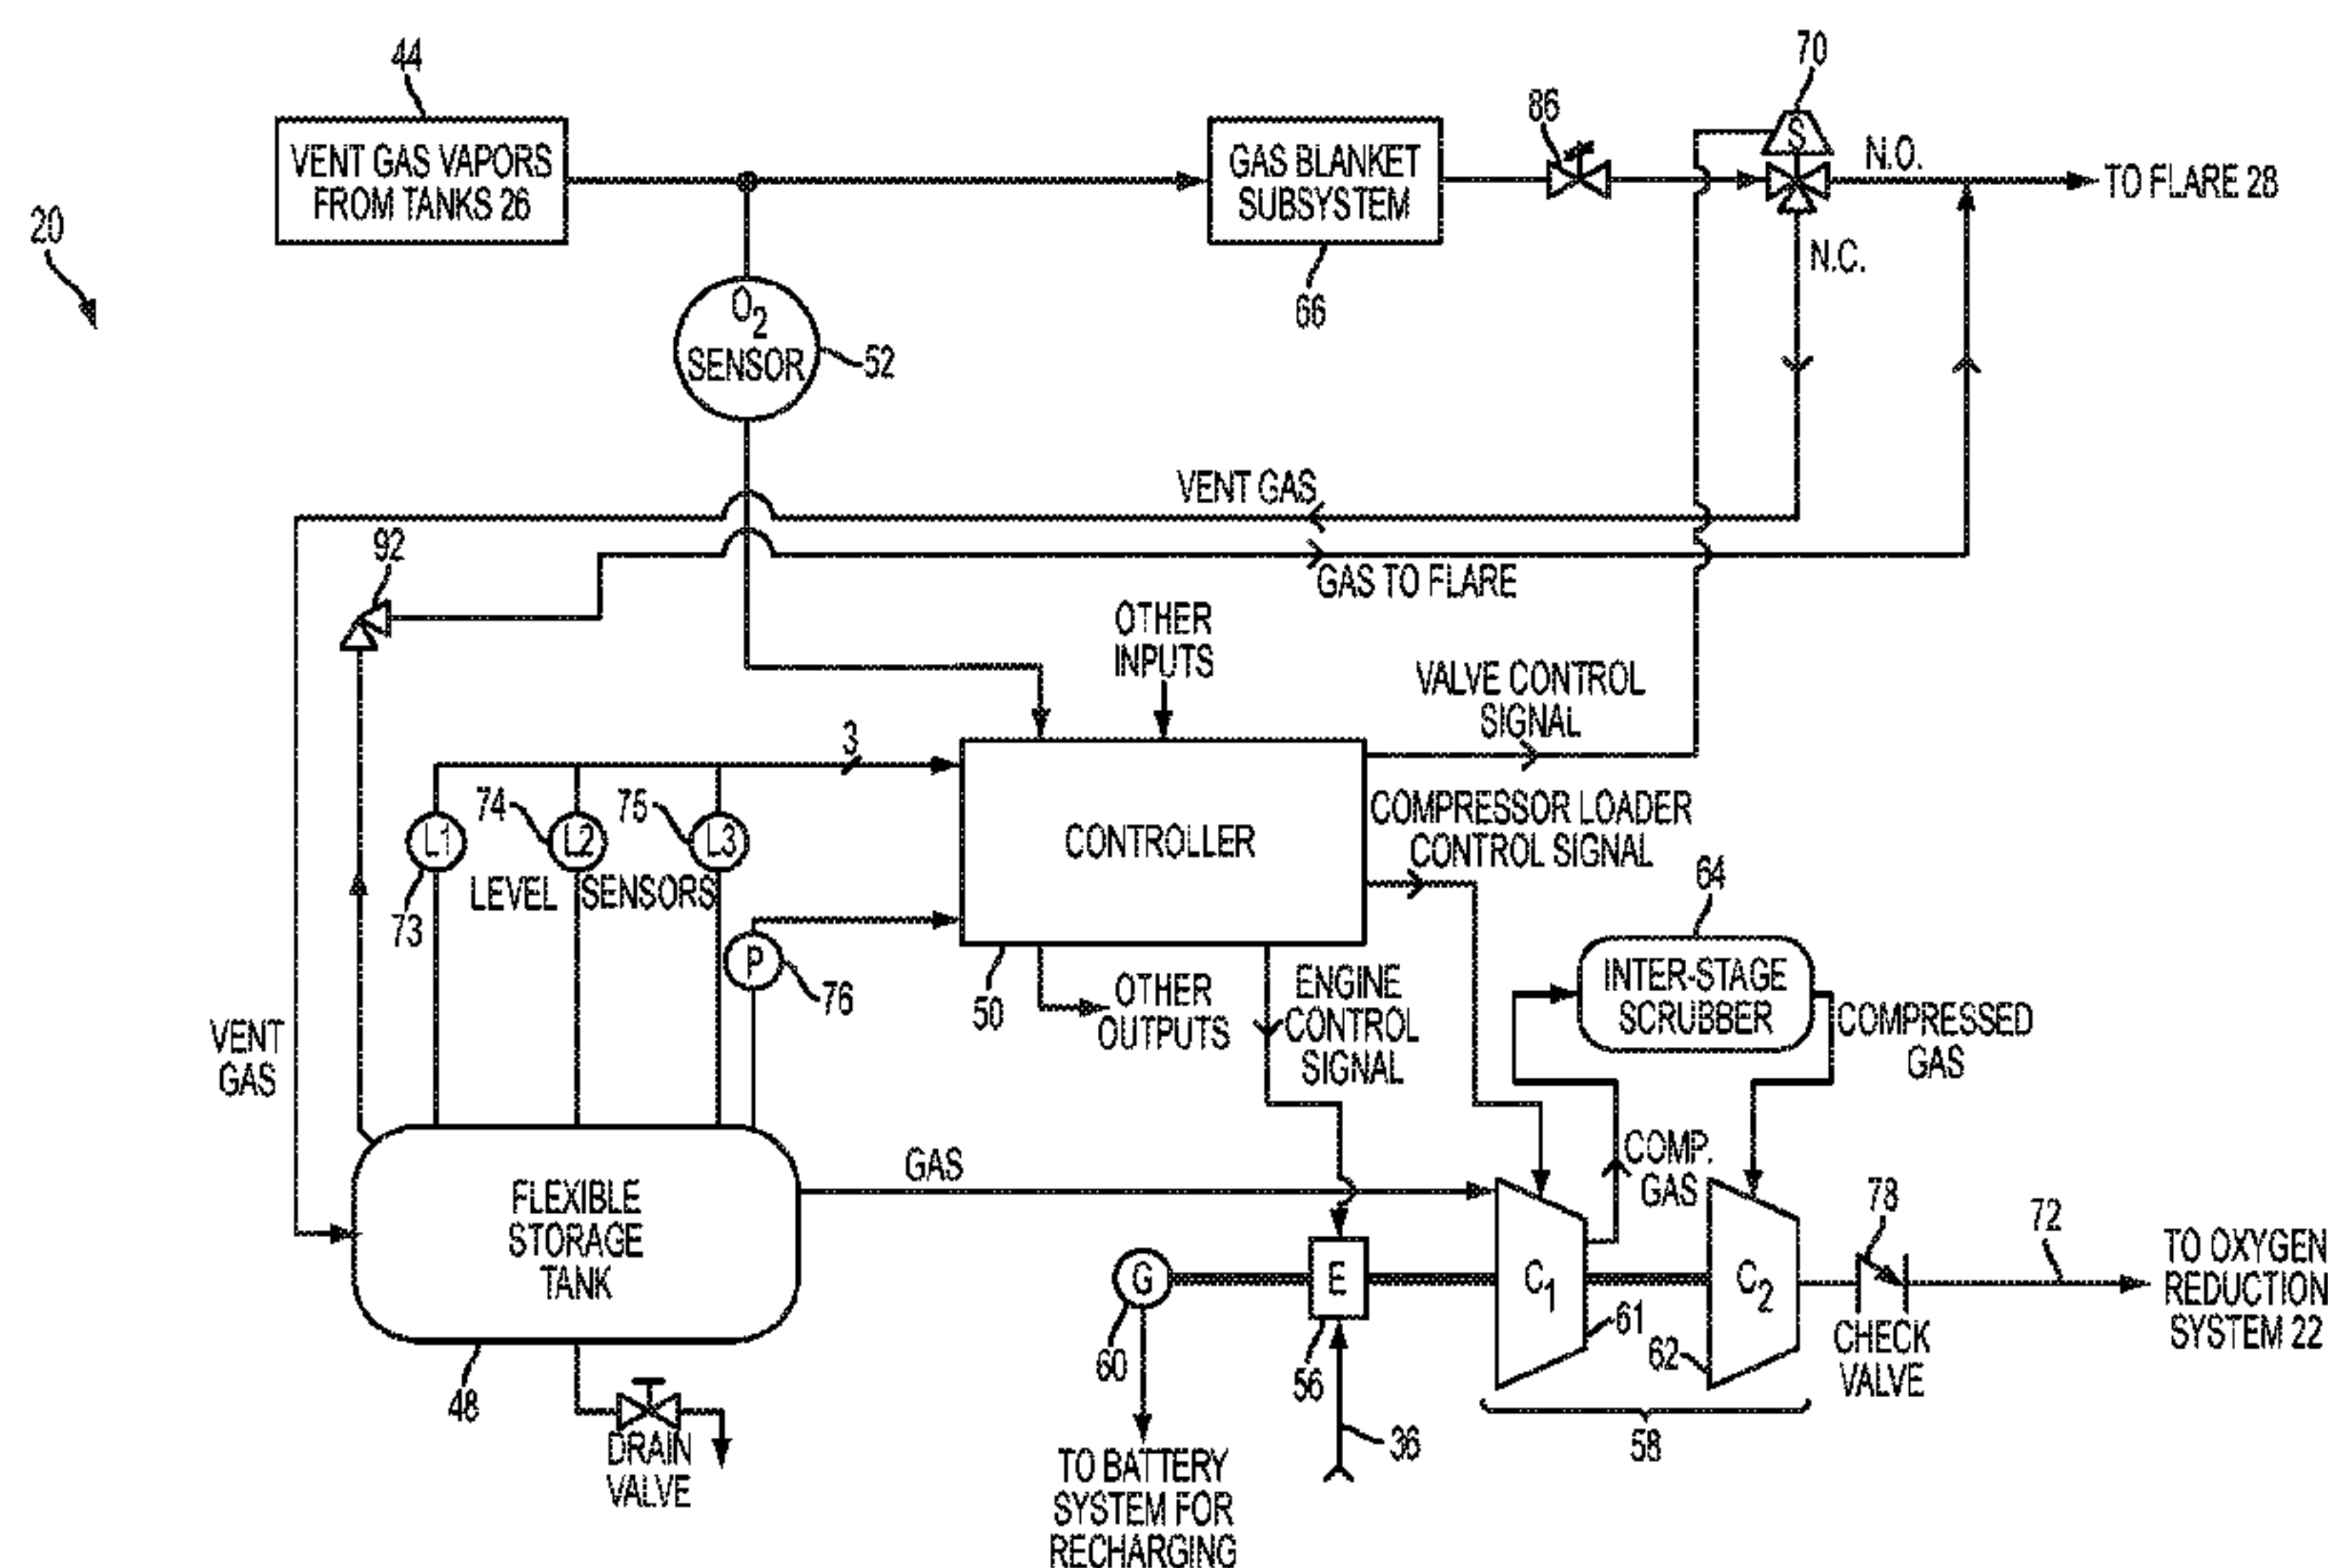 44
70
86
VENT GAS VAPORS
FROM TANKS 26
GAS BLANKET
SUBSYSTEM
S
N.O.
TO FLARE 28
20
N.C.
66
O2
SENSOR
52
VENT GAS
92
GAS TO FLARE
OTHER
INPUTS
VALVE CONTROL
SIGNAL
3
74
75
L1
L2
L3
CONTROLLER
COMPRESSOR LOADER
CONTROL SIGNAL
LEVEL
SENSORS
73
64
P
76
50
OTHER
OUTPUTS
ENGINE
CONTROL
SIGNAL
INTER-STAGE
SCRUBBER
COMPRESSED
GAS
VENT
GAS
GAS
COMP.
GAS
FLEXIBLE
STORAGE
TANK
78
72
TO OXYGEN
REDUCTION
SYSTEM 22
G
E
C1
C2
61
62
CHECK
VALVE
60
56
48
DRAIN
VALVE
36
58
TO BATTERY
SYSTEM FOR
RECHARGING